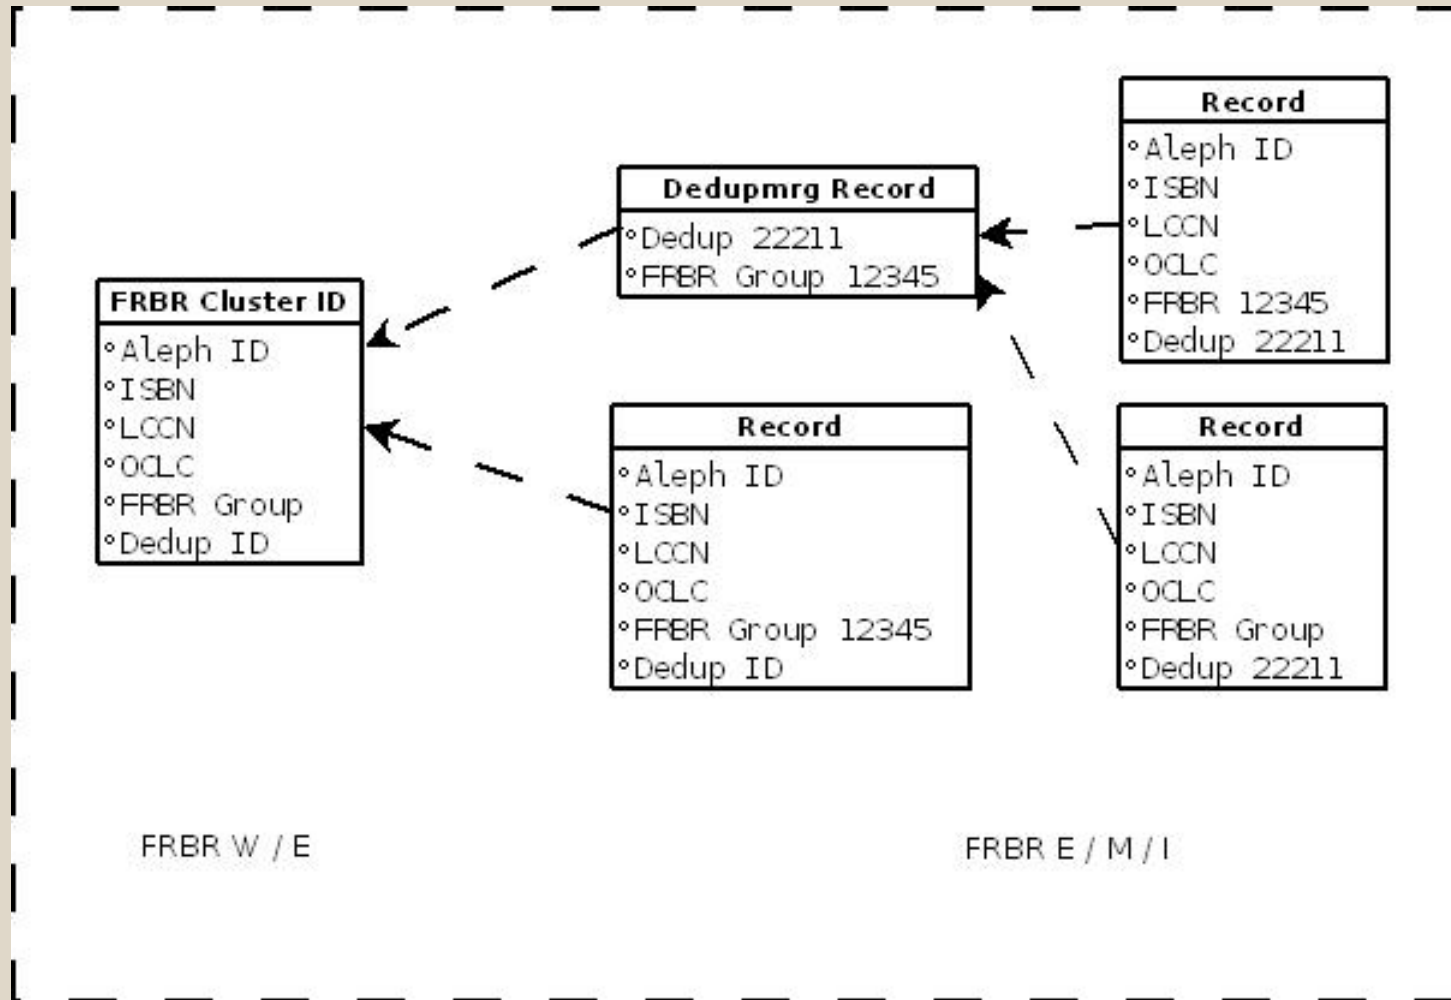 FRBR Cluster ID
Aleph ID
ISBN
LCCN
OCLC
FRBR Group
Dedup ID
Dedupmrg Record
Dedup 22211
FRBR Group 12345
Record
Aleph ID
ISBN
LCCN
OCLC
FRBR Group 12345
Dedup ID
Record
Aleph ID
ISBN
LCCN
OCLC
FRBR 12345
Dedup 22211
Record
Aleph ID
ISBN
LCCN
OCLC
FRBR Group
Dedup 22211
FRBR W / E
FRBR E / M / I